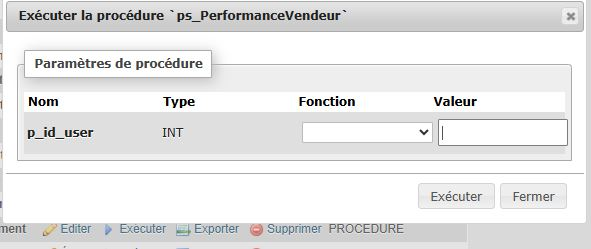 Exécuter la procédure `ps_PerformanceVendeur`
Paramètres de procédure
Nom Type Fonction Valeur
p_id_user INT
Exécuter Fermer
ment Editer Exécuter Exporter Supprimer PROCEDURE